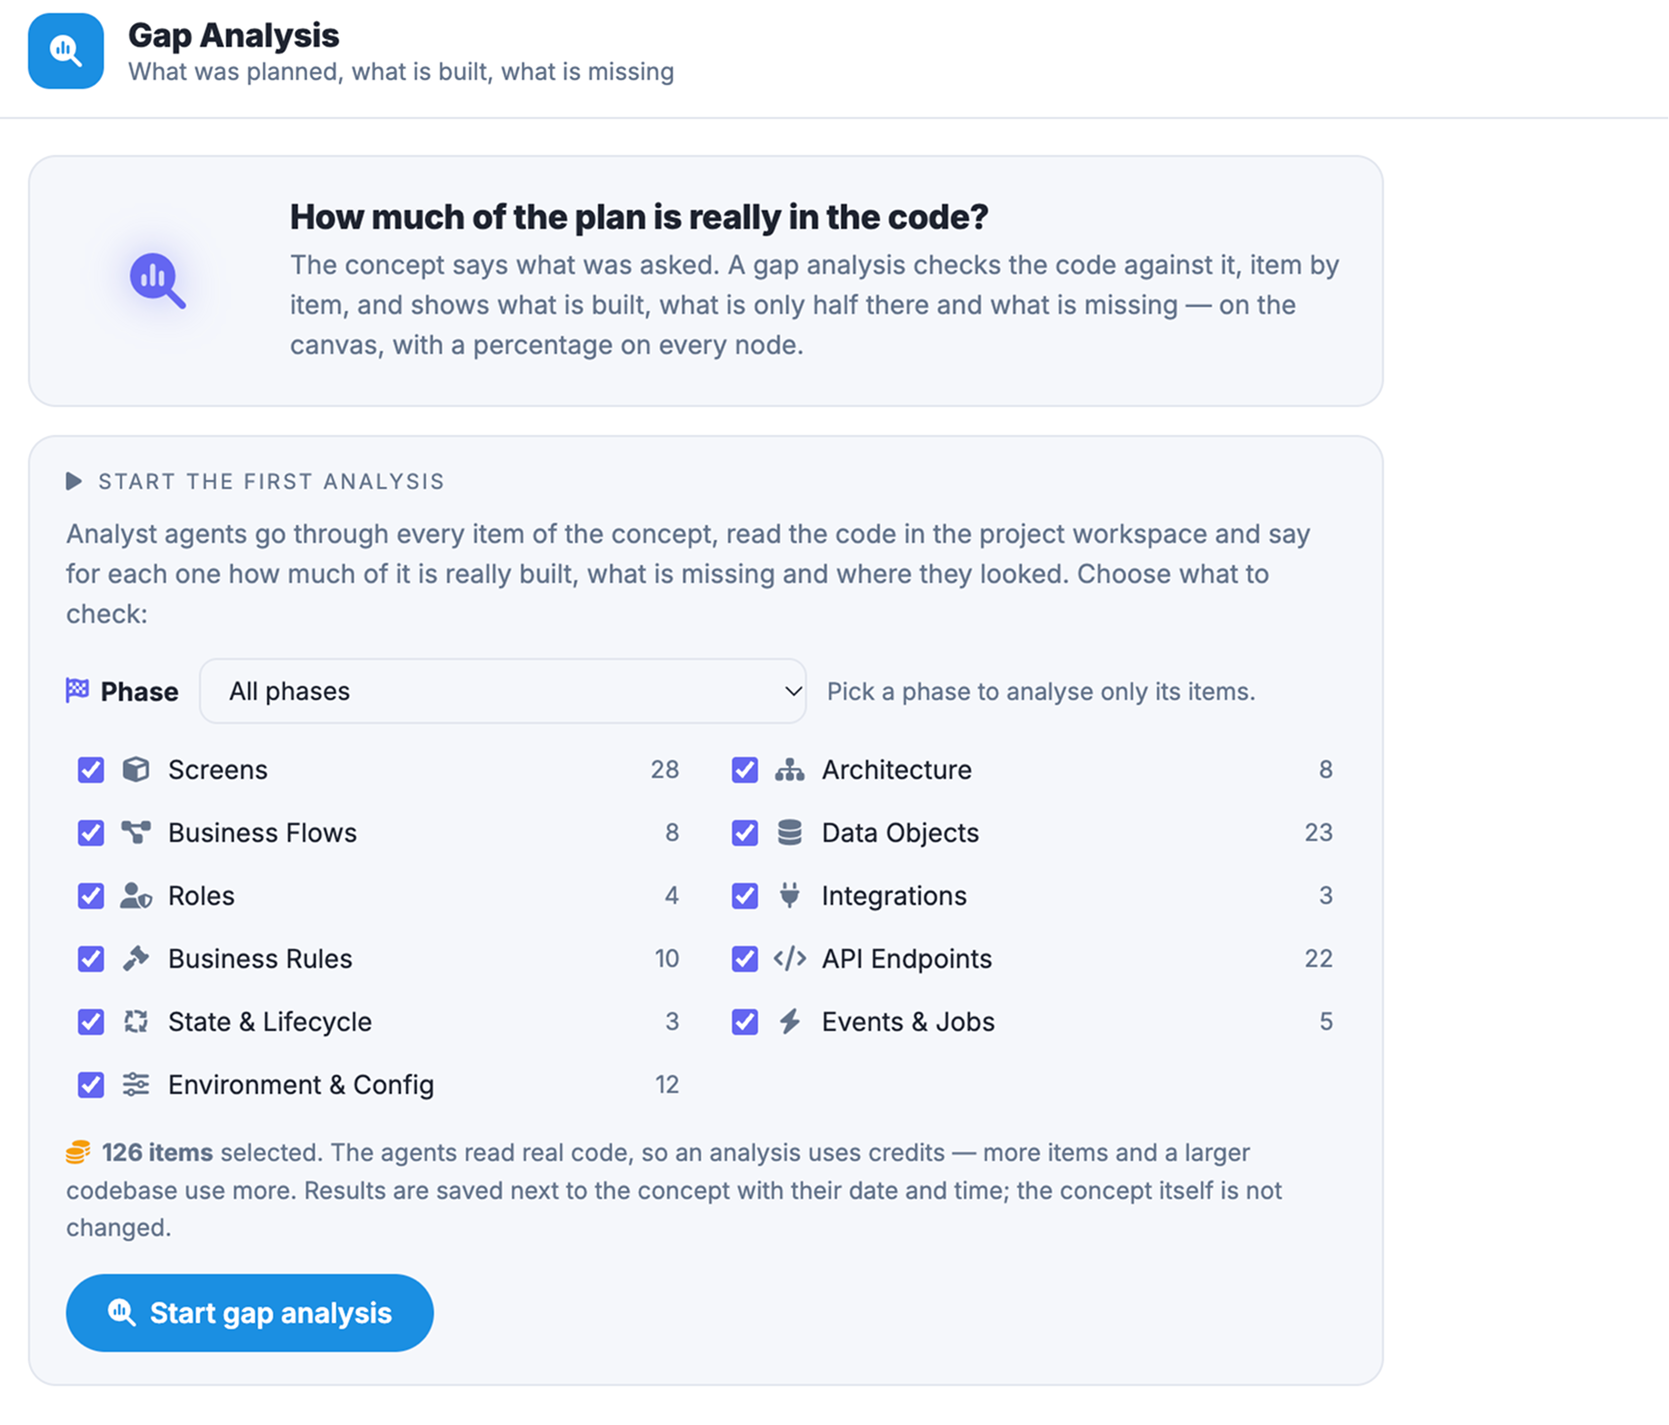 Gap Analysis
What was planned, what is built, what is missing
How much of the plan is really in the code?
The concept says what was asked. A gap analysis checks the code against it, item by
item, and shows what is built, what is only half there and what is missing — on the
canvas, with a percentage on every node.
START THE FIRST ANALYSIS
Analyst agents go through every item of the concept, read the code in the project workspace and say
for each one how much of it is really built, what is missing and where they looked. Choose what to
check:
Phase All phases Pick a phase to analyse only its items.
Screens 28 Architecture 8
Business Flows 8 Data Objects 23
Roles 4 Integrations 3
Business Rules 10 API Endpoints 22
State & Lifecycle 3 Events & Jobs 5
Environment & Config 12
126 items selected. The agents read real code, so an analysis uses credits — more items and a larger
codebase use more. Results are saved next to the concept with their date and time; the concept itself is not
changed.
Start gap analysis